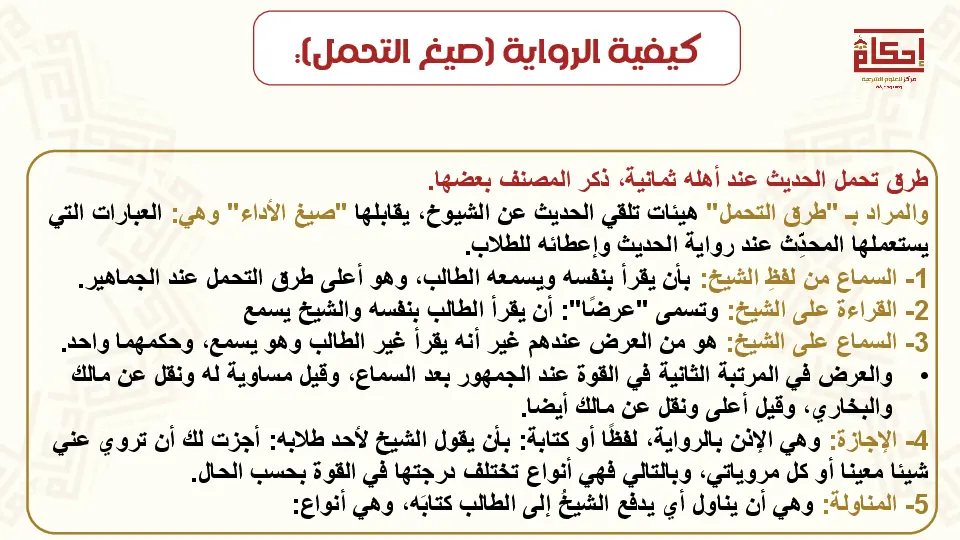 كيفية الرواية (صيغ التحمل):
إحكام
مركز للعلوم الشرعية
طرق تحمل الحديث عند أهله ثمانية، ذكر المصنف بعضها.
والمراد بـ "طرق التحمل" هيئات تلقي الحديث عن الشيوخ، يقابلها "صيغ الأداء" وهي: العبارات التي
يستعملها المحدِّث عند رواية الحديث وإعطائه للطلاب.
1- السماع من لفظِ الشيخ: بأن يقرأ بنفسه ويسمعه الطالب، وهو أعلى طرق التحمل عند الجماهير.
2- القراءة على الشيخ: وتسمى "عرضًا": أن يقرأ الطالب بنفسه والشيخ يسمع
3- السماع على الشيخ: هو من العرض عندهم غير أنه يقرأ غير الطالب وهو يسمع، وحكمهما واحد.
• والعرض في المرتبة الثانية في القوة عند الجمهور بعد السماع، وقيل مساوية له ونقل عن مالك
والبخاري، وقيل أعلى ونقل عن مالك أيضا.
4- الإجازة: وهي الإذن بالرواية، لفظًا أو كتابة: بأن يقول الشيخ لأحد طلابه: أجزت لك أن تروي عني
شيئا معينا أو كل مروياتي، وبالتالي فهي أنواع تختلف درجتها في القوة بحسب الحال.
5- المناولة: وهي أن يناول أي يدفع الشيخُ إلى الطالب كتابَه، وهي أنواع: